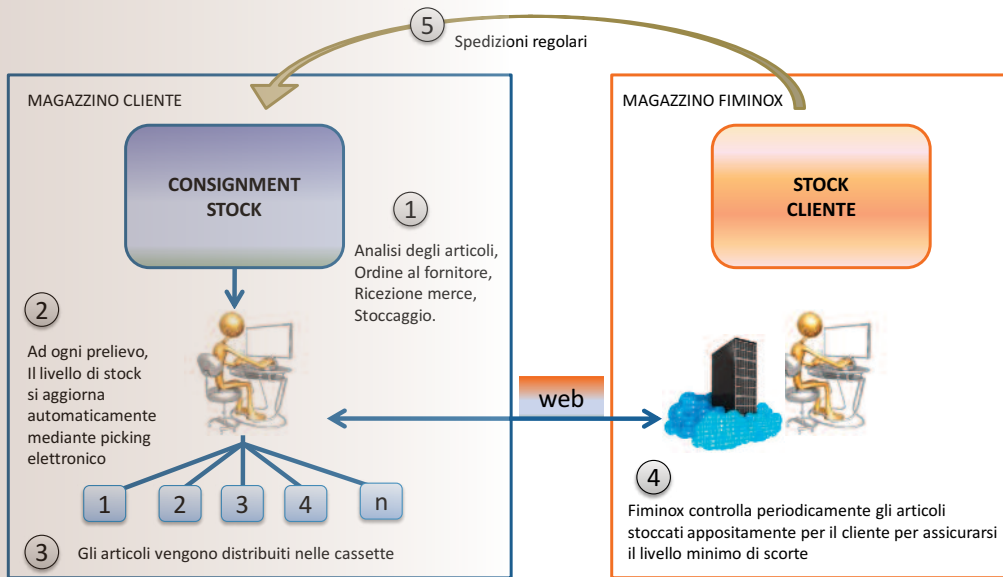 5
Spedizioni regolari
MAGAZZINO CLIENTE
CONSIGNMENT
STOCK
1
Analisi degli articoli,
Ordine al fornitore,
Ricezione merce,
Stoccaggio.
2
Ad ogni prelievo,
Il livello di stock
si aggiorna
automaticamente
mediante picking
elettronico
1 2 3 4 n
3 Gli articoli vengono distribuiti nelle cassette
web
MAGAZZINO FIMINOX
STOCK
CLIENTE
4
Fiminox controlla periodicamente gli articoli
stoccati appositamente per il cliente per assicurarsi
il livello minimo di scorte